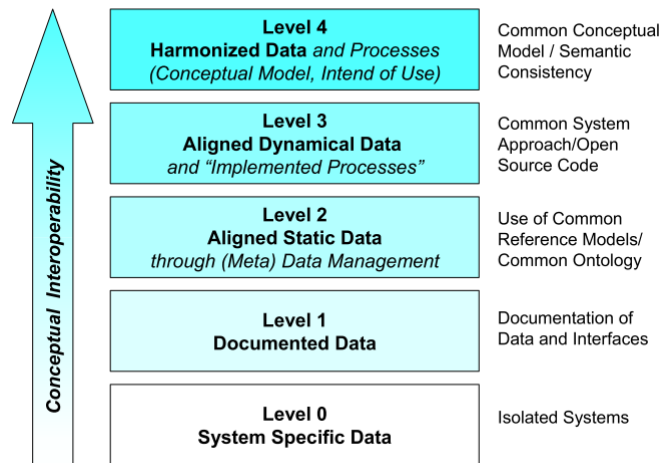 Level 4
Harmonized Data and Processes
(Conceptual Model, Intend of Use)
Common Conceptual
Model / Semantic
Consistency
Level 3
Aligned Dynamical Data
and “Implemented Processes”
Common System
Approach/Open
Source Code
Level 2
Aligned Static Data
through (Meta) Data Management
Use of Common
Reference Models/
Common Ontology
Level 1
Documented Data
Documentation of
Data and Interfaces
Level 0
System Specific Data
Isolated Systems
Conceptual Interoperability